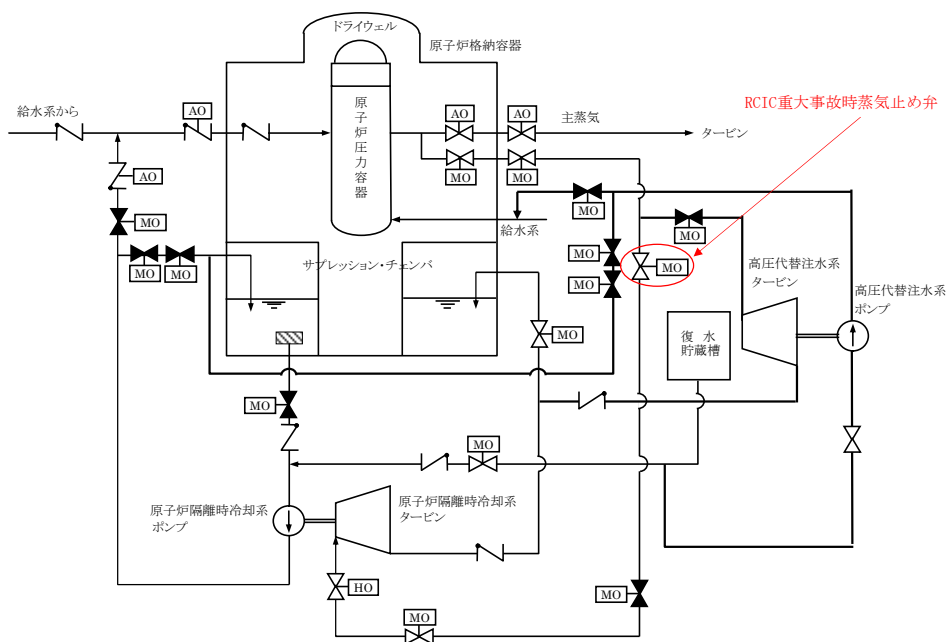 ドライウェル
原子炉格納容器
給水系から
RCIC重大事故時蒸気止め弁
原子炉圧力容器
AO
AO
AO
主蒸気
タービン
MO
MO
AO
MO
MO
給水系
MO
MO
MO
サプレッション・チェンバ
MO
MO
MO
高圧代替注水系
タービン
高圧代替注水系
ポンプ
MO
復 水
貯蔵槽
MO
MO
原子炉隔離時冷却系
ポンプ
原子炉隔離時冷却系
タービン
HO
MO
MO